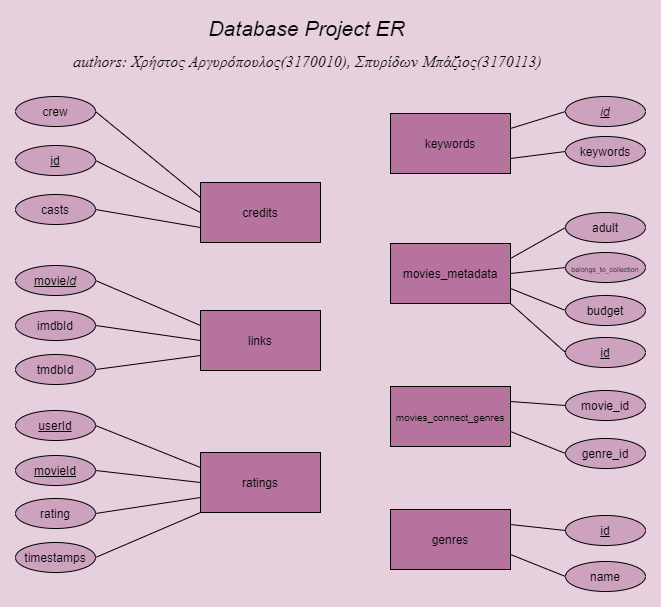 Database Project ER
authors: Χρήστος Αργυρόπουλος(3170010), Σπυρίδων Μπάζιος(3170113)
crew
id
casts
credits
movieId
imdbId
tmdbId
links
userId
movieId
rating
timestamps
ratings
keywords
id
keywords
movies_metadata
adult
belongs_to_collection
budget
id
movies_connect_genres
movie_id
genre_id
genres
id
name